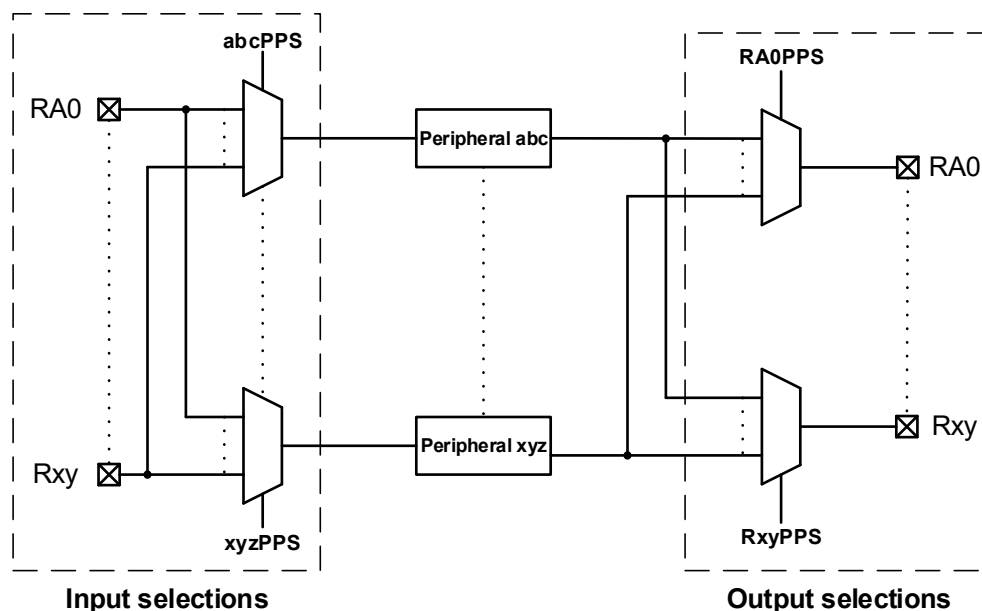 abcPPS
RA0PPS
RA0
Peripheral abc
RA0
Rxy
Peripheral xyz
Rxy
xyzPPS
RxyPPS
Input selections
Output selections